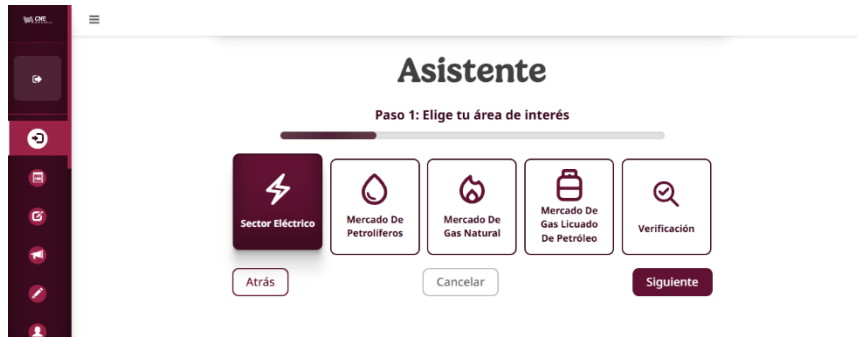 CNE
Asistente
Paso 1: Elige tu área de interés
Sector Eléctrico
Mercado De
Petrolíferos
Mercado De
Gas Natural
Mercado De
Gas Licuado
De Petróleo
Verificación
Atrás
Cancelar
Siguiente